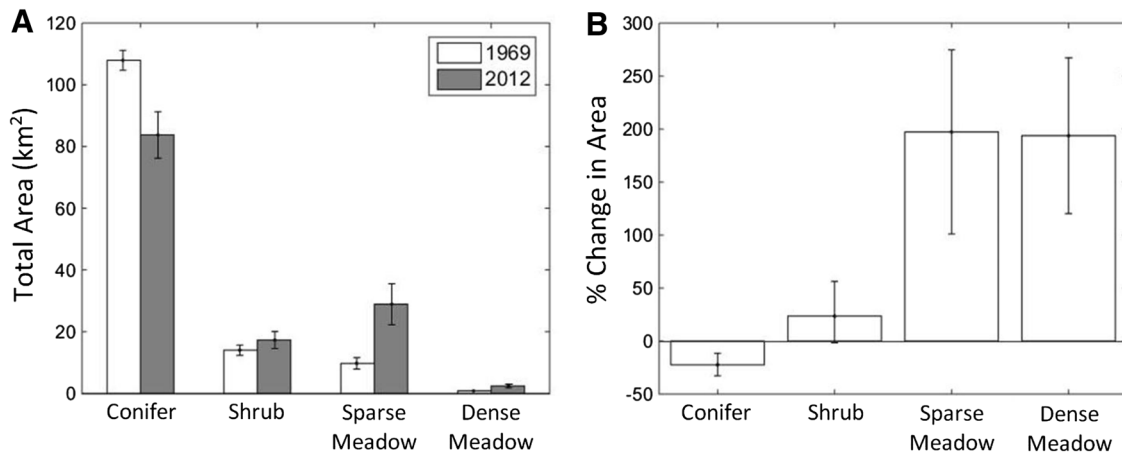 A
Total Area (km²)
120
100
80
60
40
20
0
1969
2012
Conifer
Shrub
Sparse
Meadow
Dense
Meadow
B
% Change in Area
300
250
200
150
100
50
0
-50
Conifer
Shrub
Sparse
Meadow
Dense
Meadow